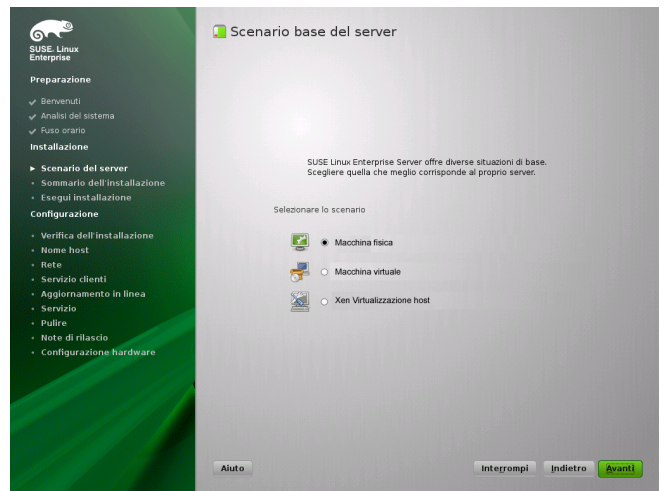 SUSE. Linux
Enterprise
Preparazione
Benvenuti
Analisi del sistema
Fuso orario
Installazione
Scenario del server
Sommario dell'installazione
Esegui installazione
Configurazione
Verifica dell'installazione
Nome host
Rete
Servizio clienti
Aggiornamento in linea
Servizio
Pulire
Note di rilascio
Configurazione hardware
Scenario base del server
SUSE Linux Enterprise Server offre diverse situazioni di base.
Scegliere quella che meglio corrisponde al proprio server.
Selezionare lo scenario
Macchina fisica
Macchina virtuale
Xen Virtualizzazione host
Aiuto
Interrompi
Indietro
Avanti